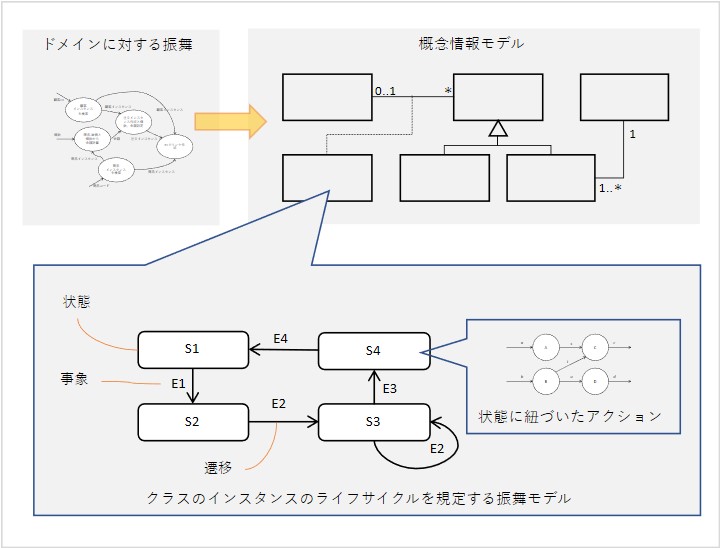 ドメインに対する振舞
概念情報モデル
0..1
*
1
1..*
状態
事象
遷移
S1
E4
S4
E1
E3
S2
E2
S3
E2
状態に紐づいたアクション
クラスのインスタンスのライフサイクルを規定する振舞モデル